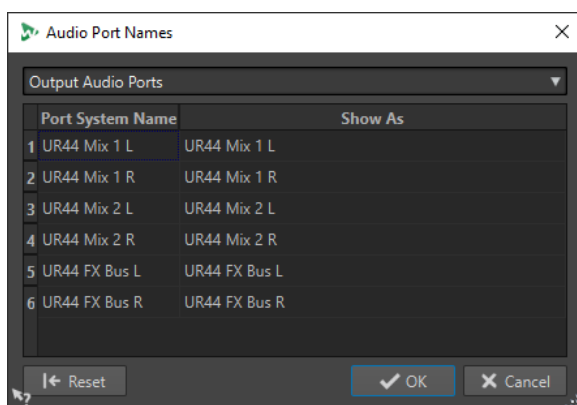 Audio Port Names
Output Audio Ports
Port System Name Show As
1 UR44 Mix 1 L UR44 Mix 1 L
2 UR44 Mix 1 R UR44 Mix 1 R
3 UR44 Mix 2 L UR44 Mix 2 L
4 UR44 Mix 2 R UR44 Mix 2 R
5 UR44 FX Bus L UR44 FX Bus L
6 UR44 FX Bus R UR44 FX Bus R
Reset OK Cancel
?